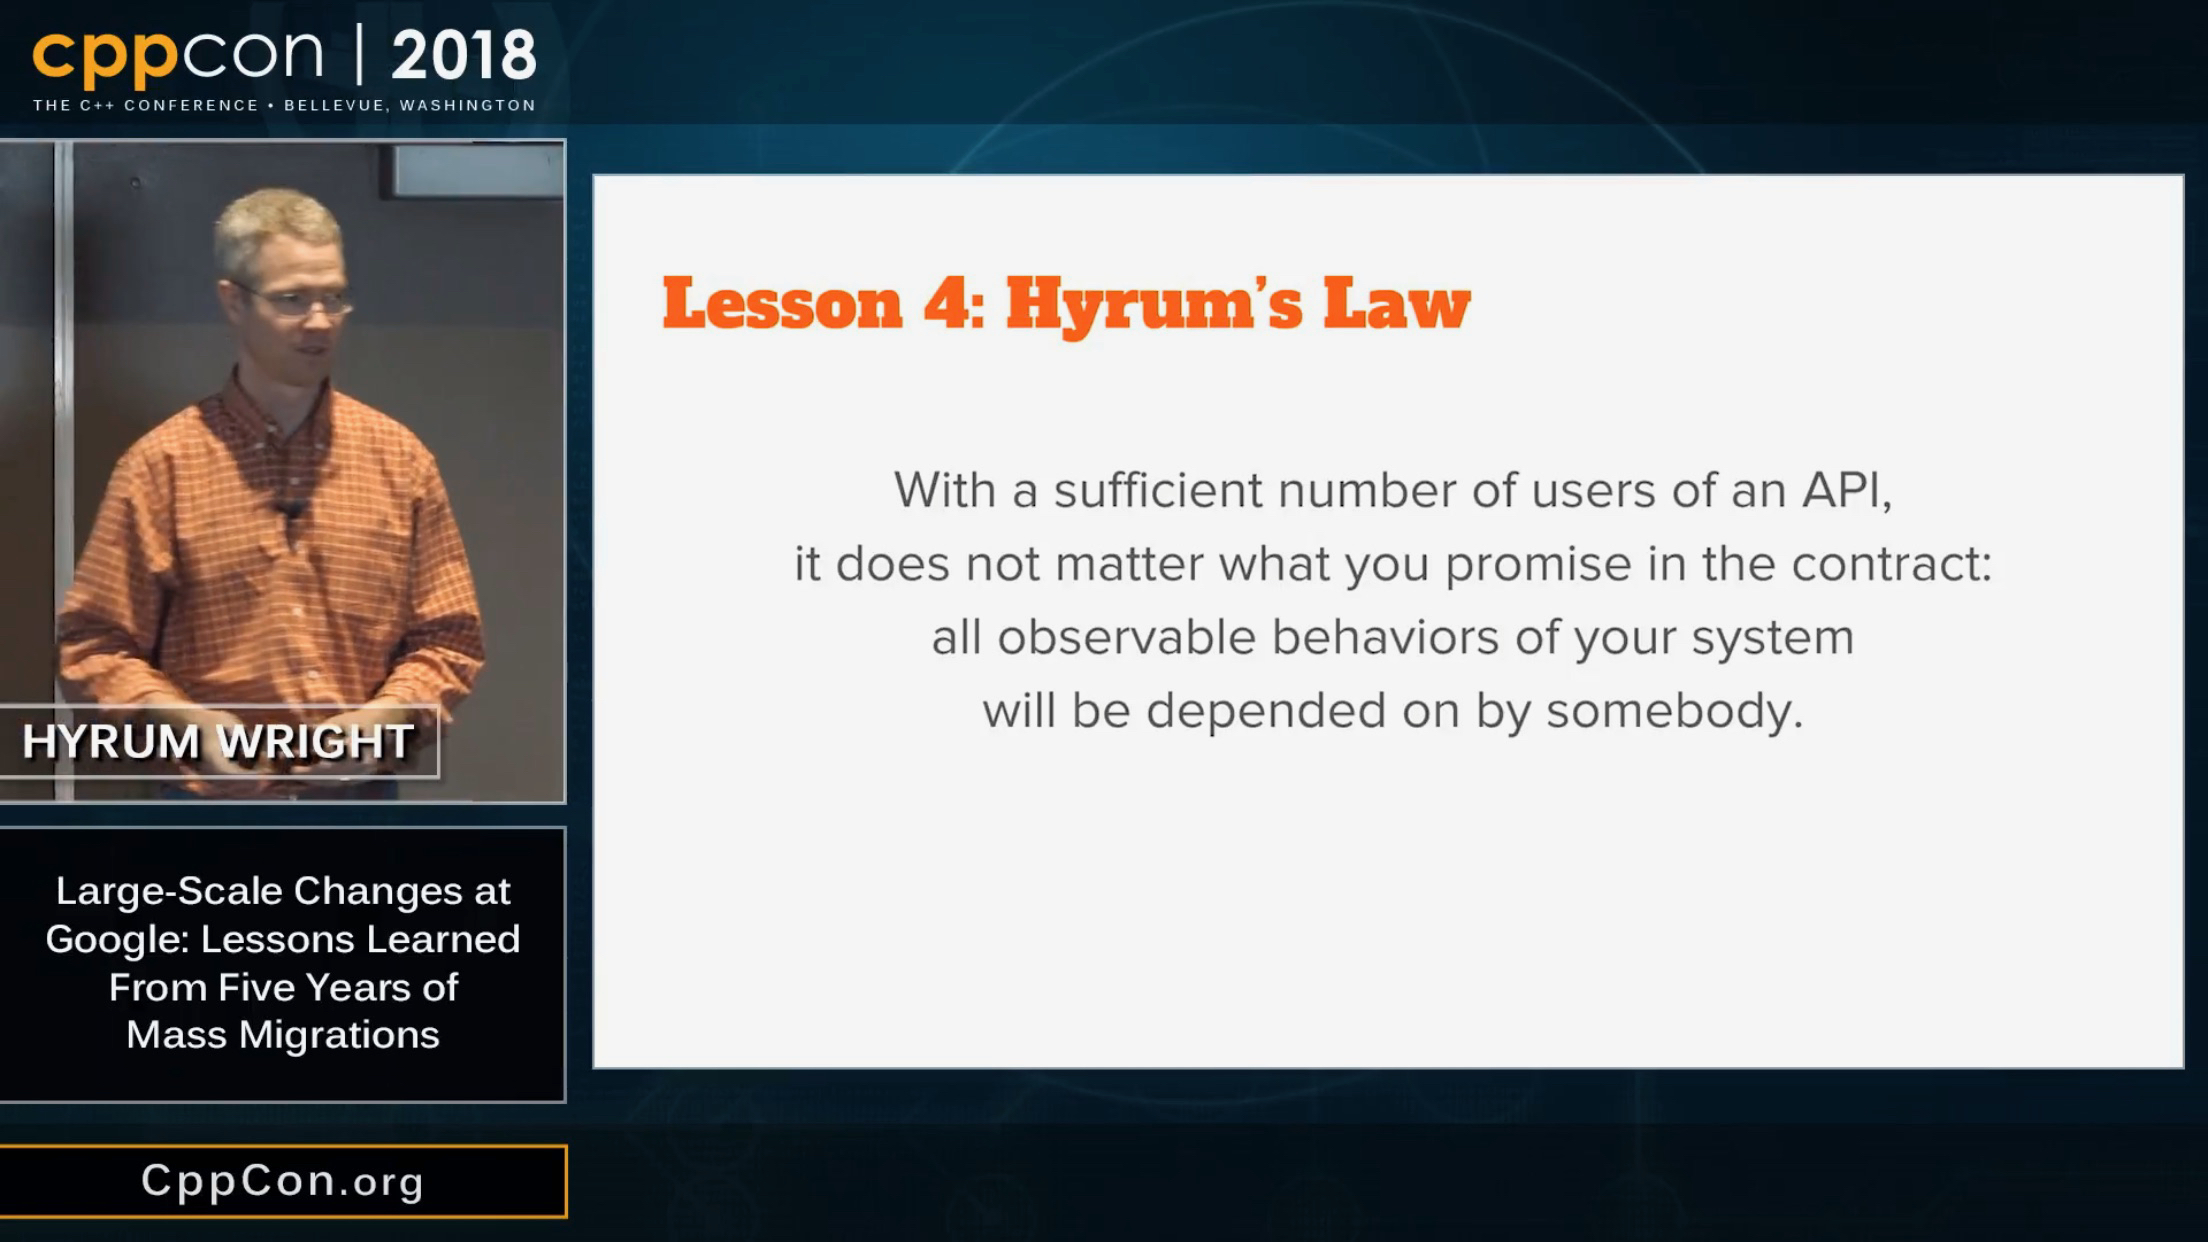 cppcon | 2018
THE C++ CONFERENCE • BELLEVUE, WASHINGTON
HYRUM WRIGHT
Large-Scale Changes at
Google: Lessons Learned
From Five Years of
Mass Migrations
CppCon.org
Lesson 4: Hyrum's Law
With a sufficient number of users of an API,
it does not matter what you promise in the contract:
all observable behaviors of your system
will be depended on by somebody.